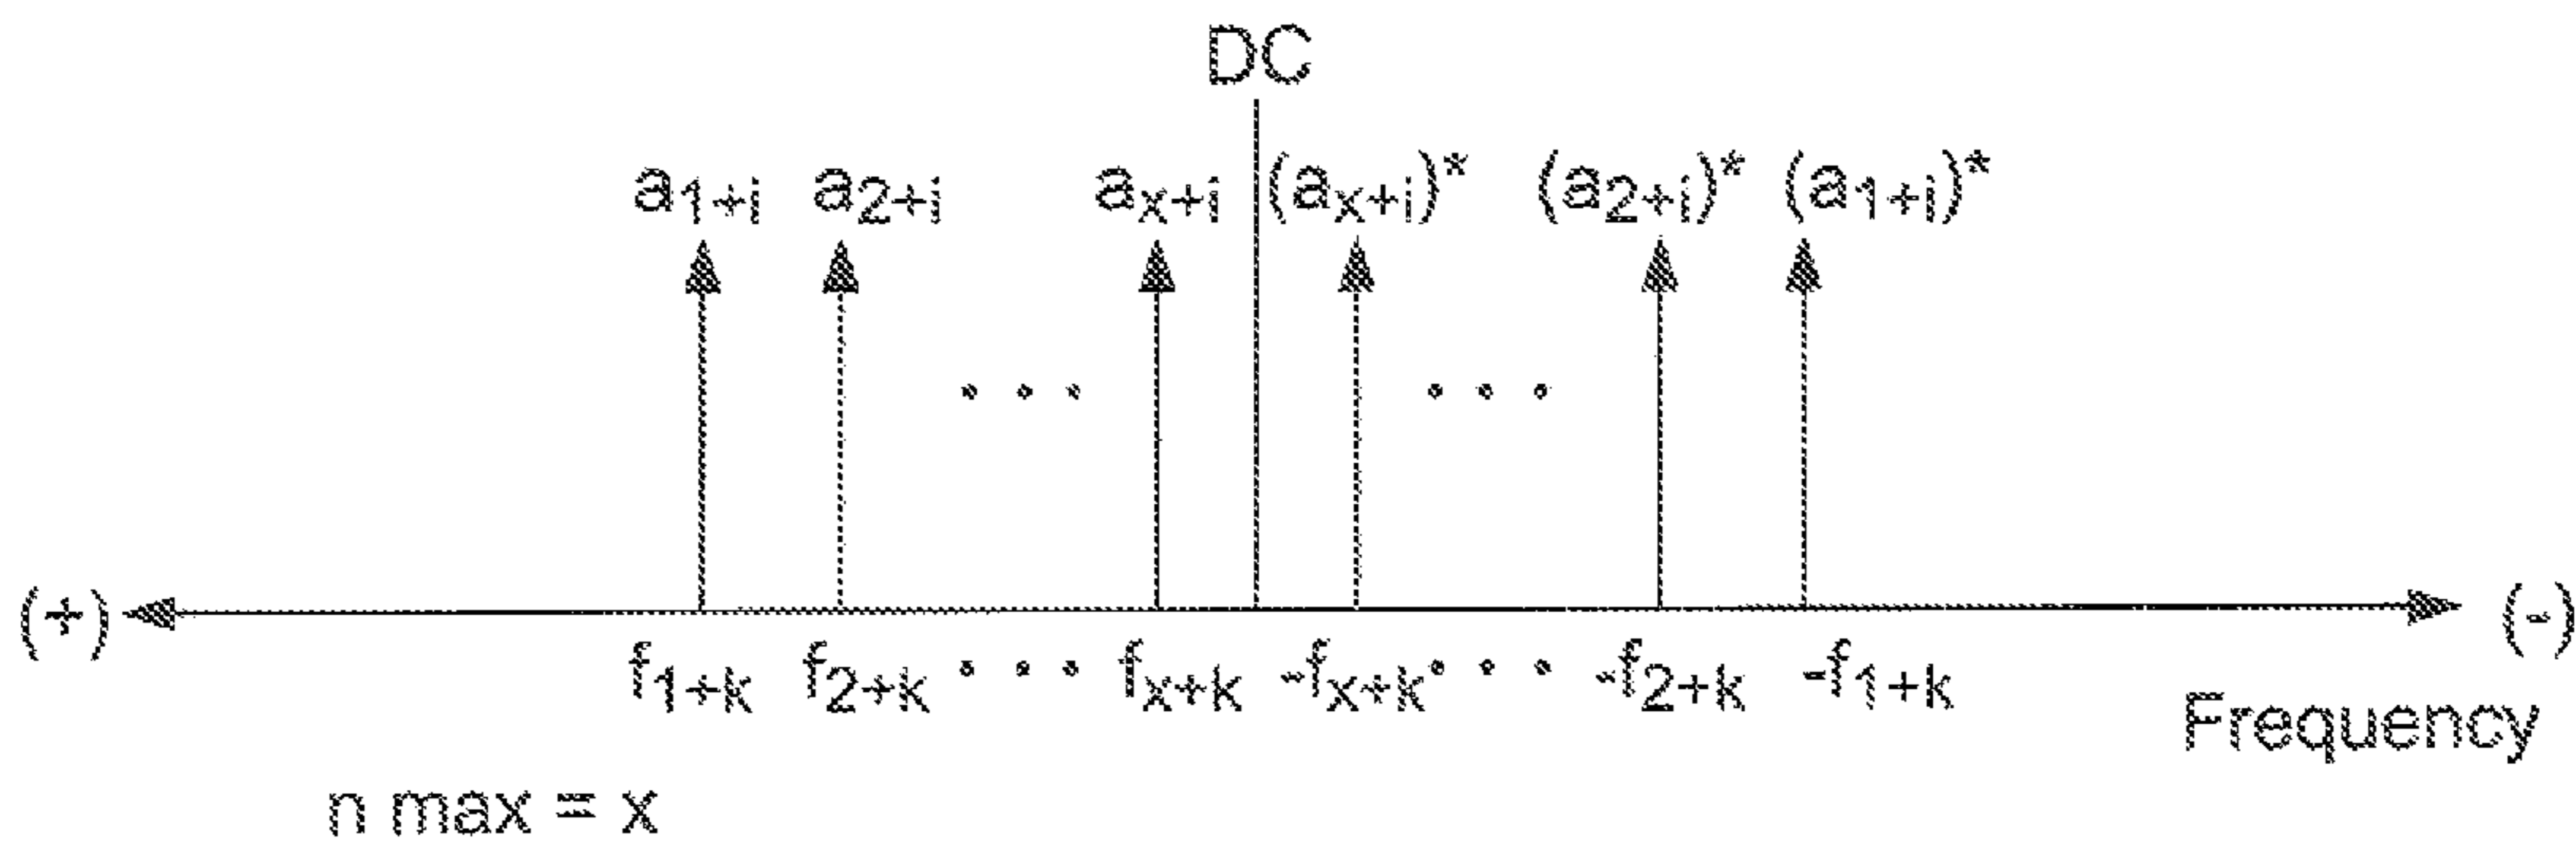 DC
a1+i a2+i ax+i (ax+i)* (a2+i)* (a1+i)*
(+) (-)
f1+k f2+k • • • fx+k -fx+k • • • -f2+k -f1+k
Frequency
n max = x